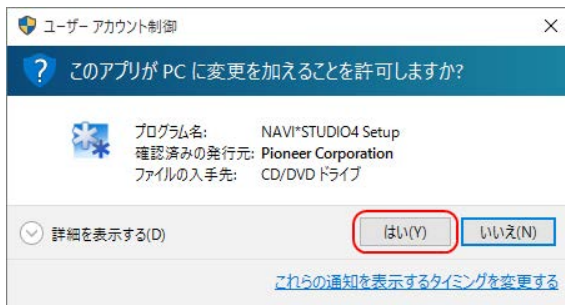 ユーザー アカウント制御
このアプリが PC に変更を加えることを許可しますか?
プログラム名: NAVI*STUDIO4 Setup
確認済みの発行元: Pioneer Corporation
ファイルの入手先: CD/DVD ドライブ
詳細を表示する(D)
はい(Y)
いいえ(N)
これらの通知を表示するタイミングを変更する